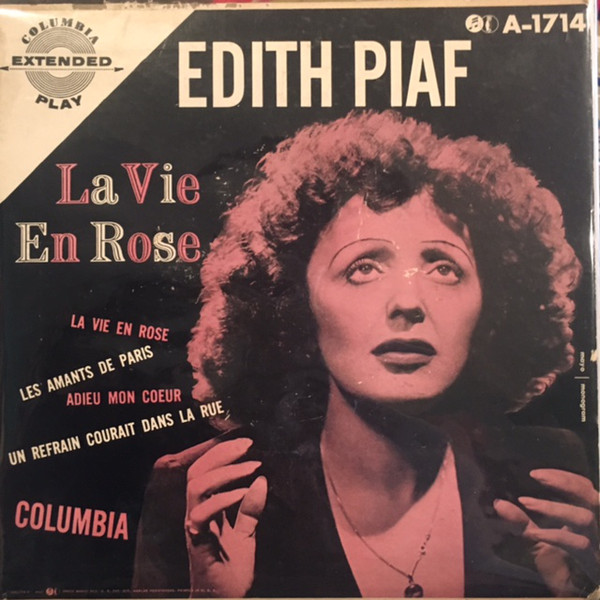 COLUMBIA
EXTENDED
PLAY
A-1714
EDITH PIAF
La Vie
En Rose
LA VIE EN ROSE
LES AMANTS DE PARIS
ADIEU MON COEUR
UN REFRAIN COURAIT DANS LA RUE
COLUMBIA